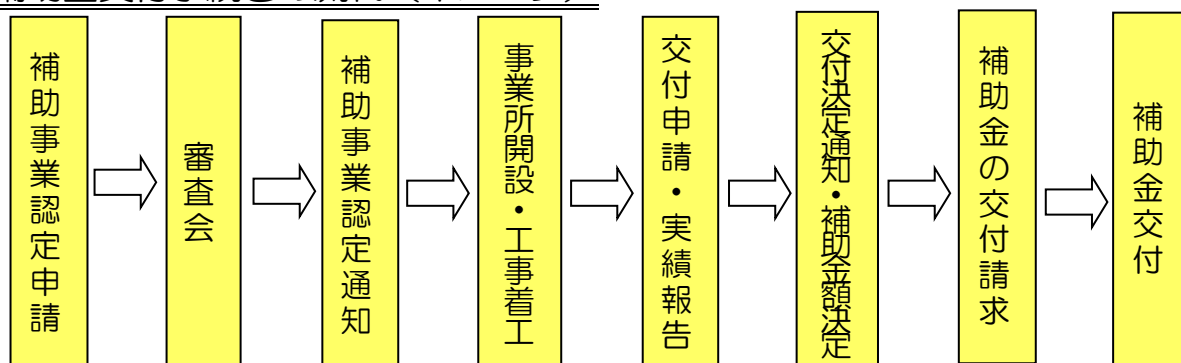 補助事業認定申請
審査会
補助事業認定通知
事業所開設・工事着工
交付申請・実績報告
交付決定通知・補助金額決定
補助金の交付請求
補助金交付